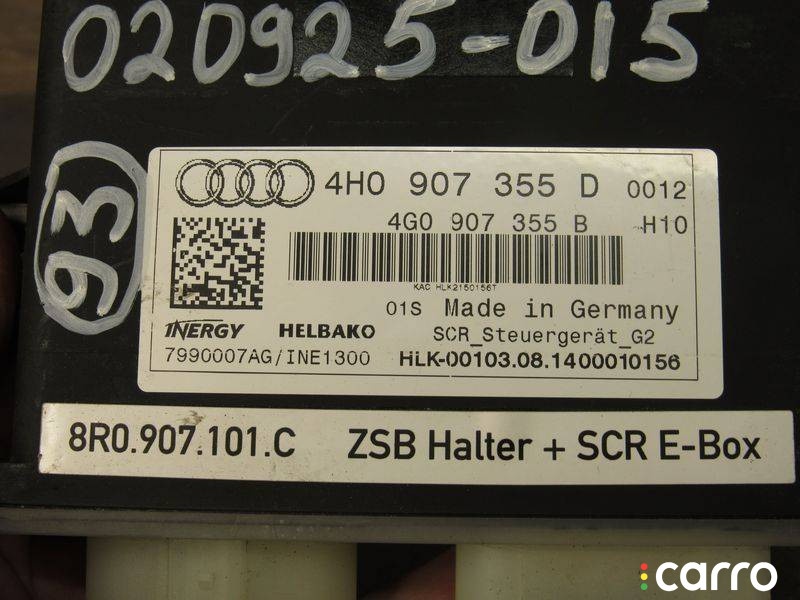 020925-015
93
4H0 907 355 D 0012
4G0 907 355 B H10
KAC HLK2150156T
01S Made in Germany
INERGY HELBAKO SCR_Steuergerät_G2
7990007AG/INE1300 HLK-00103.08.1400010156
8R0.907.101.C ZSB Halter + SCR E-Box
carro